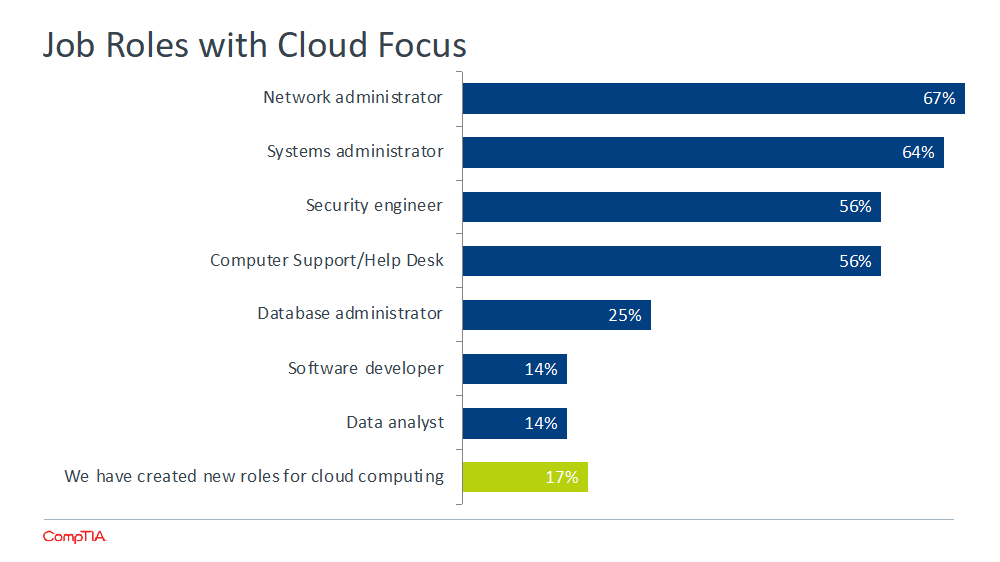 Job Roles with Cloud Focus
Network administrator 67%
Systems administrator 64%
Security engineer 56%
Computer Support/Help Desk 56%
Database administrator 25%
Software developer 14%
Data analyst 14%
We have created new roles for cloud computing 17%
CompTIA.